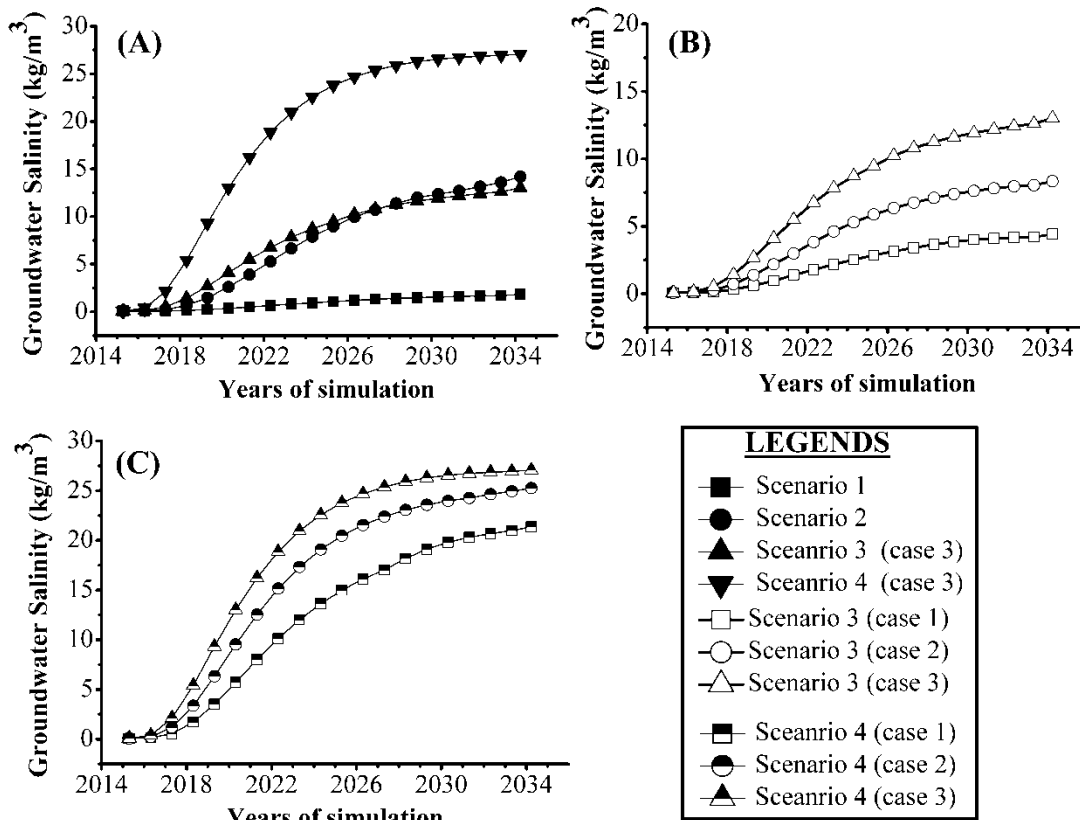 (A)
Groundwater Salinity (kg/m³)
30
25
20
15
10
5
0
2014 2018 2022 2026 2030 2034
Years of simulation
(B)
Groundwater Salinity (kg/m³)
20
15
10
5
0
2014 2018 2022 2026 2030 2034
Years of simulation
(C)
Groundwater Salinity (kg/m³)
30
25
20
15
10
5
0
2014 2018 2022 2026 2030 2034
Years of simulation
LEGENDS
Scenario 1
Scenario 2
Sceanrio 3 (case 3)
Sceanrio 4 (case 3)
Scenario 3 (case 1)
Scenario 3 (case 2)
Scenario 3 (case 3)
Sceanrio 4 (case 1)
Scenario 4 (case 2)
Sceanrio 4 (case 3)